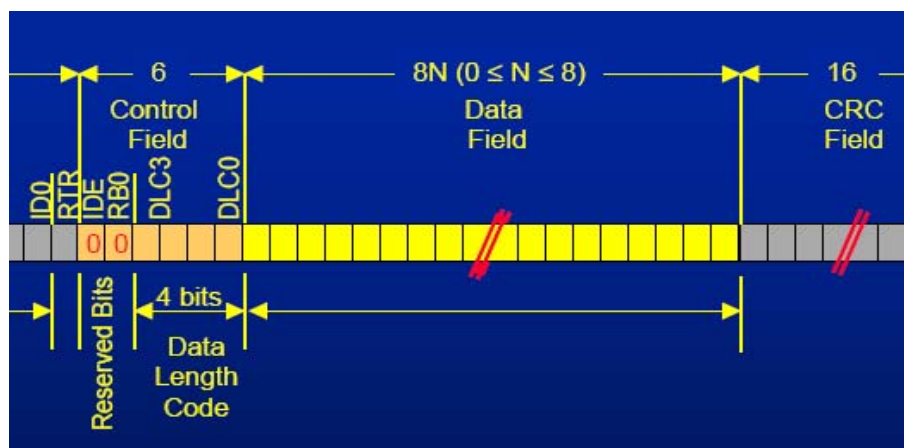 6
8N (0 ≤ N ≤ 8)
16
Control
Field
Data
Field
CRC
Field
ID0
RTR
IDE
RB0
DLC3
DLC0
0 0
Reserved Bits
4 bits
Data
Length
Code